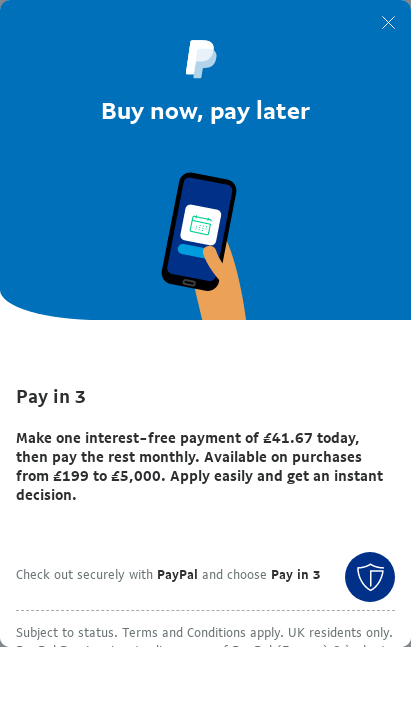 Buy now, pay later
Pay in 3
Make one interest-free payment of £41.67 today,
then pay the rest monthly. Available on purchases
from £199 to £5,000. Apply easily and get an instant
decision.
Check out securely with PayPal and choose Pay in 3
Subject to status. Terms and Conditions apply. UK residents only.